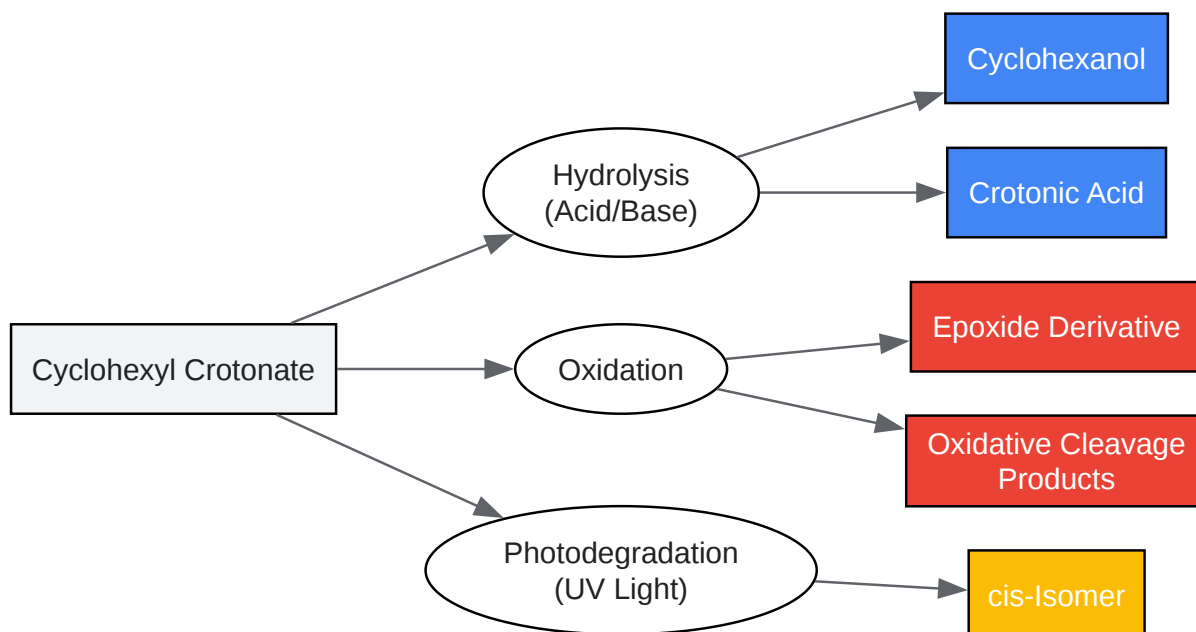 Cyclohexyl Crotonate
Hydrolysis
(Acid/Base)
Oxidation
Photodegradation
(UV Light)
Cyclohexanol
Crotonic Acid
Epoxide Derivative
Oxidative Cleavage
Products
cis-Isomer